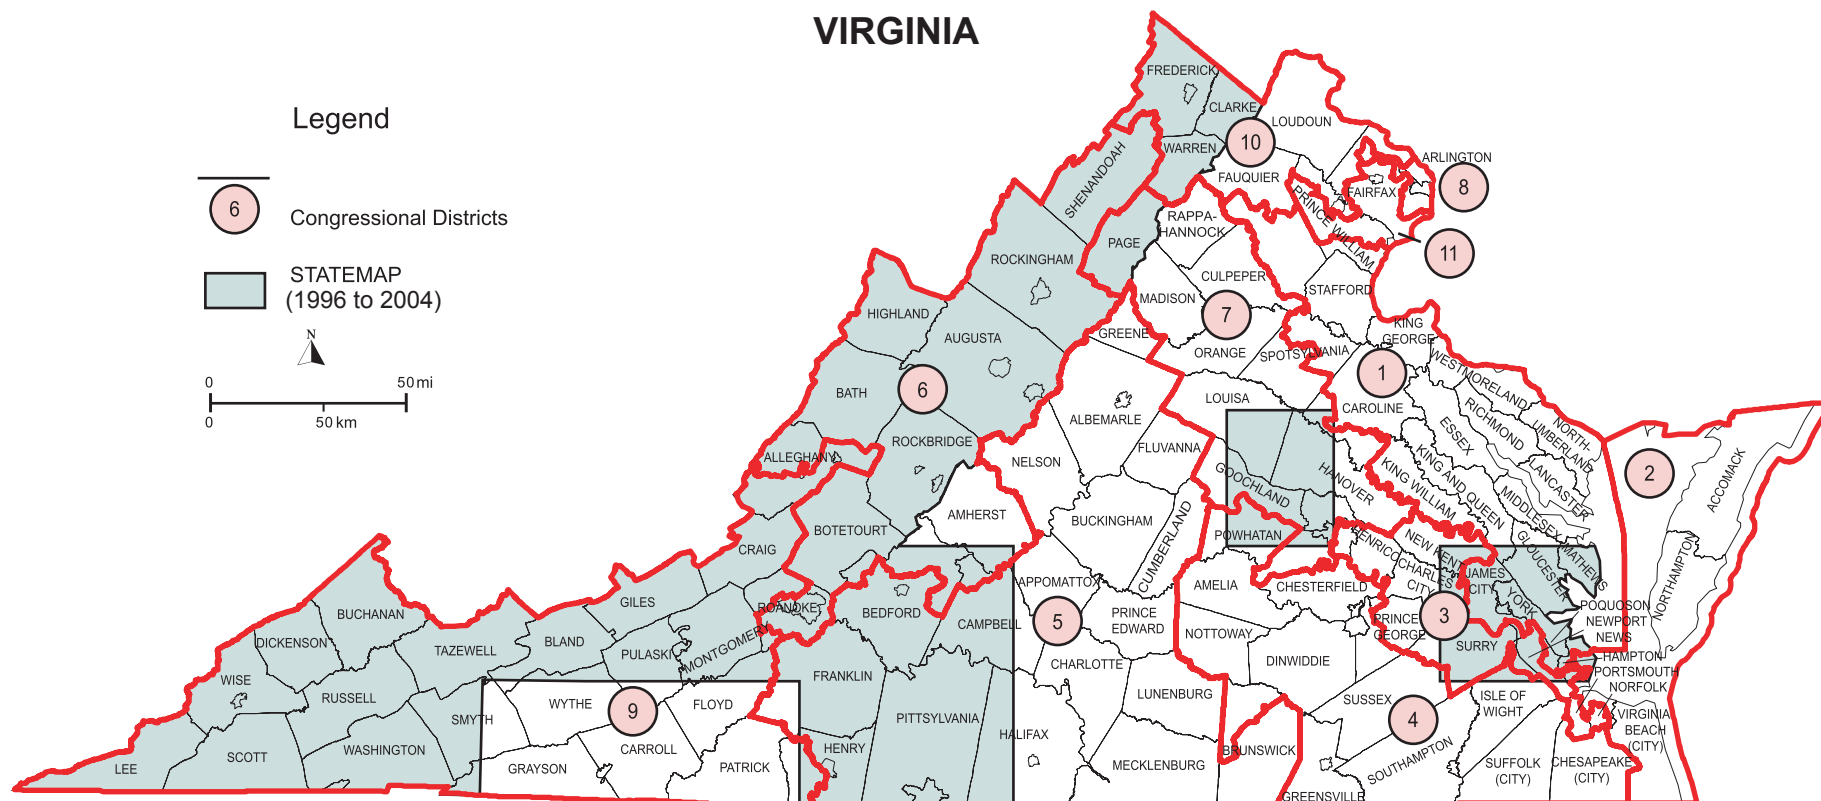 VIRGINIA
Legend
6
Congressional Districts
STATEMAP
(1996 to 2004)
N
0
50 mi
0
50 km
FREDERICK
CLARKE
LOUDOUN
10
WARREN
SHENANDOAH
FAUQUIER
ARLINGTON
8
FAIRFAX
PRINCE WILLIAM
11
RAPPA-
HANNOCK
PAGE
ROCKINGHAM
CULPEPER
STAFFORD
MADISON
7
HIGHLAND
AUGUSTA
GREENE
ORANGE
SPOTSYLVANIA
KING
GEORGE
WESTMORELAND
1
BATH
6
LOUISA
CAROLINE
RICHMOND
ESSEX
NORTH-
UMBERLAND
ALBEMARLE
ROCKBRIDGE
FLUVANNA
ALLEGHANY
NELSON
GOOCHLAND
HANOVER
KING WILLIAM
KING AND QUEEN
LANCASTER
MIDDLESEX
2
ACCOMACK
NORTHAMPTON
AMHERST
BUCKINGHAM
CUMBERLAND
BOTETOURT
POWHATAN
HENRICO
NEW KENT
CHARLES
CITY
GLOUCESTER
MATHEWS
CRAIG
APPOMATTOX
AMELIA
CHESTERFIELD
JAMES
CITY
YORK
GILES
ROANOKE
BEDFORD
CAMPBELL
5
PRINCE
EDWARD
NOTTOWAY
PRINCE
GEORGE
3
SURRY
POQUOSON
NEWPORT
NEWS
HAMPTON
PORTSMOUTH
NORFOLK
BUCHANAN
DICKENSON
TAZEWELL
BLAND
PULASKI
MONTGOMERY
FRANKLIN
CHARLOTTE
DINWIDDIE
WISE
RUSSELL
SMYTH
WYTHE
9
FLOYD
PITTSYLVANIA
HALIFAX
LUNENBURG
SUSSEX
4
ISLE OF
WIGHT
VIRGINIA
BEACH
(CITY)
LEE
SCOTT
WASHINGTON
GRAYSON
CARROLL
PATRICK
HENRY
MECKLENBURG
BRUNSWICK
GREENSVILLE
SOUTHAMPTON
SUFFOLK
(CITY)
CHESAPEAKE
(CITY)